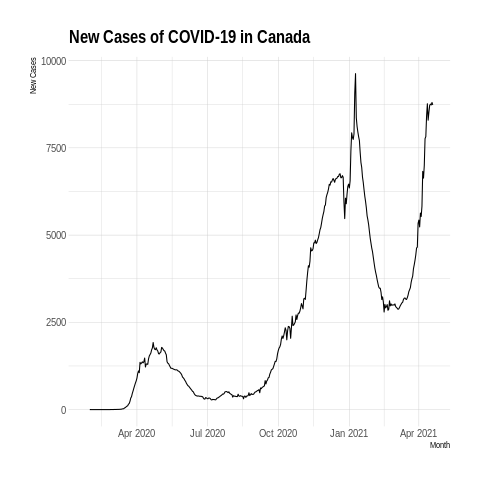 New Cases of COVID-19 in Canada
New Cases
10000
7500
5000
2500
0
Apr 2020 Jul 2020 Oct 2020 Jan 2021 Apr 2021
Month